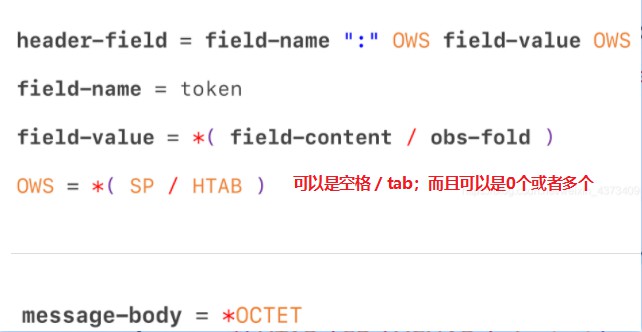 header-field = field-name ":" OWS field-value OWS
field-name = token
field-value = *( field-content / obs-fold )
OWS = *( SP / HTAB ) 可以是空格 / tab；而且可以是0个或者多个
message-body = *OCTET